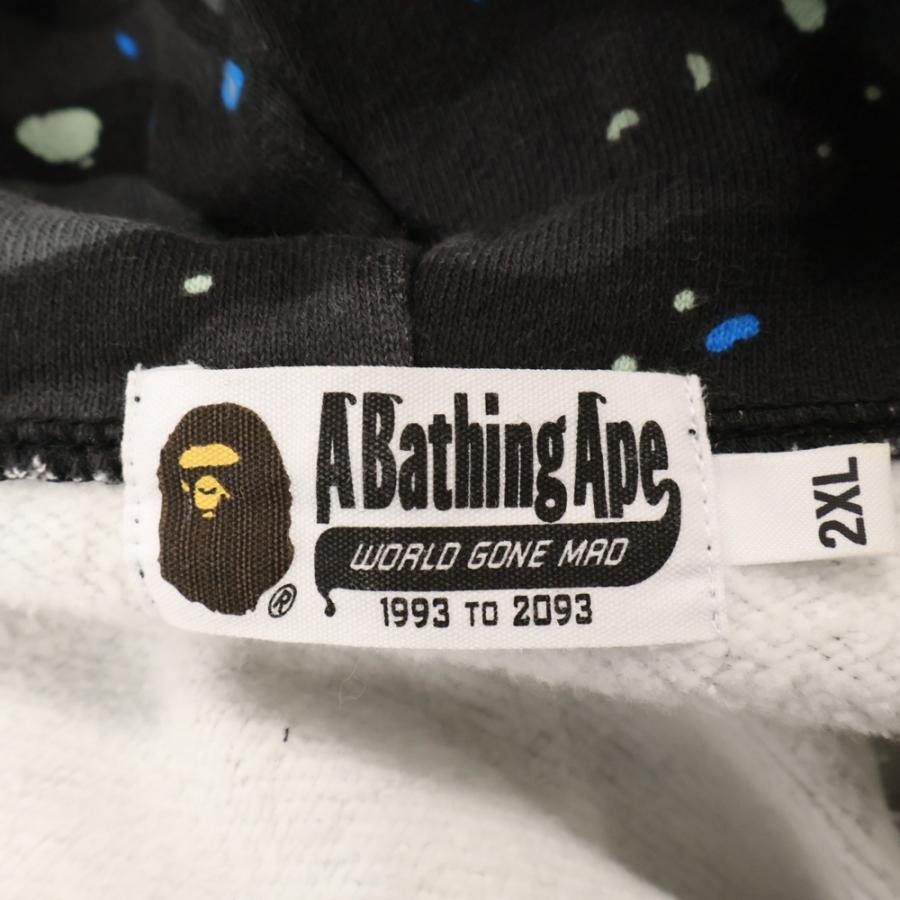 A Bathing Ape
WORLD GONE MAD
®
1993 TO 2093
2XL